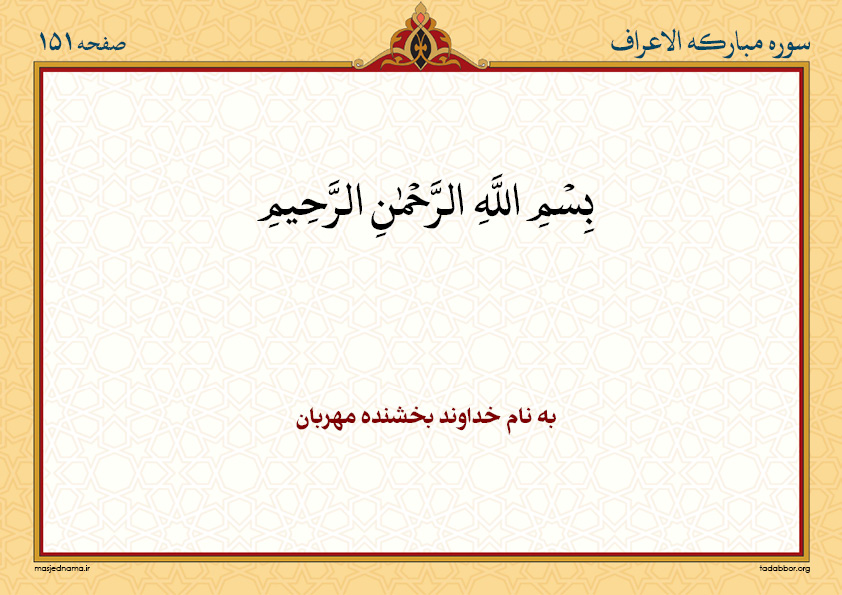 سوره مبارکه الاعراف
صفحه ۱۵۱
بِسْمِ اللَّهِ الرَّحْمَٰنِ الرَّحِيمِ
به نام خداوند بخشنده مهربان
masjednama.ir
tadabbor.org